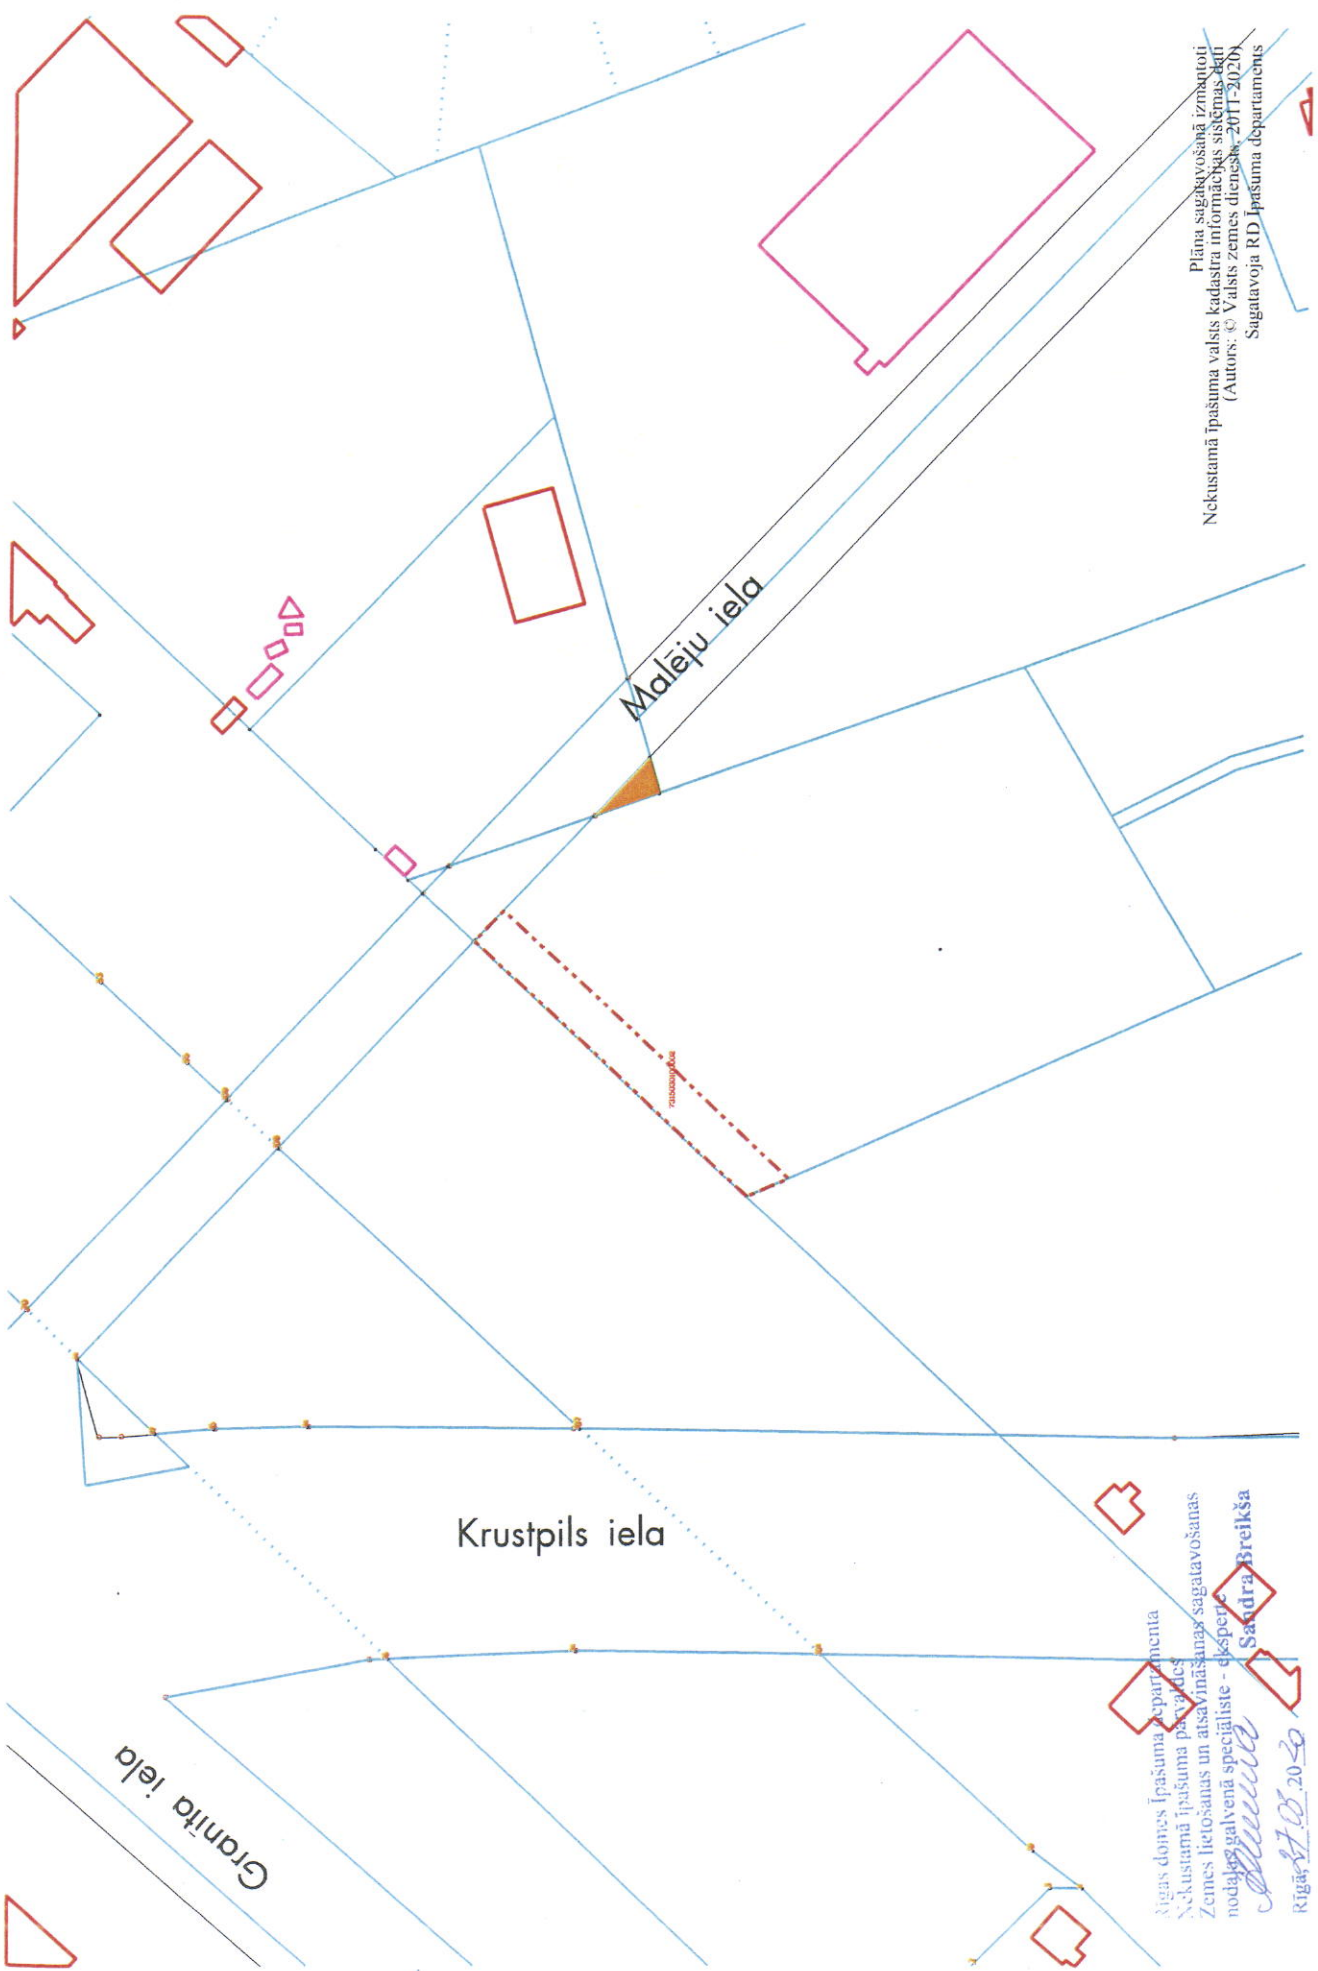 Plāna sagatavošanā izmantoti
Nekustamā īpašuma valsts kadastra informācijas sistēmas dati
(Autors: © Valsts zemes dienests, 2011-2020)
Sagatavoja RD Īpašuma departaments
Malēju iela
Krustpils iela
Granīta iela
Rīgas domes Īpašuma departamenta
Nekustamā īpašuma pārvaldes
Zemes lietošanas un atsavināšanas sagatavošanas
nodaļas galvenā speciāliste - eksperte
Sandra Breikša
Rīgā, 27.05.2020